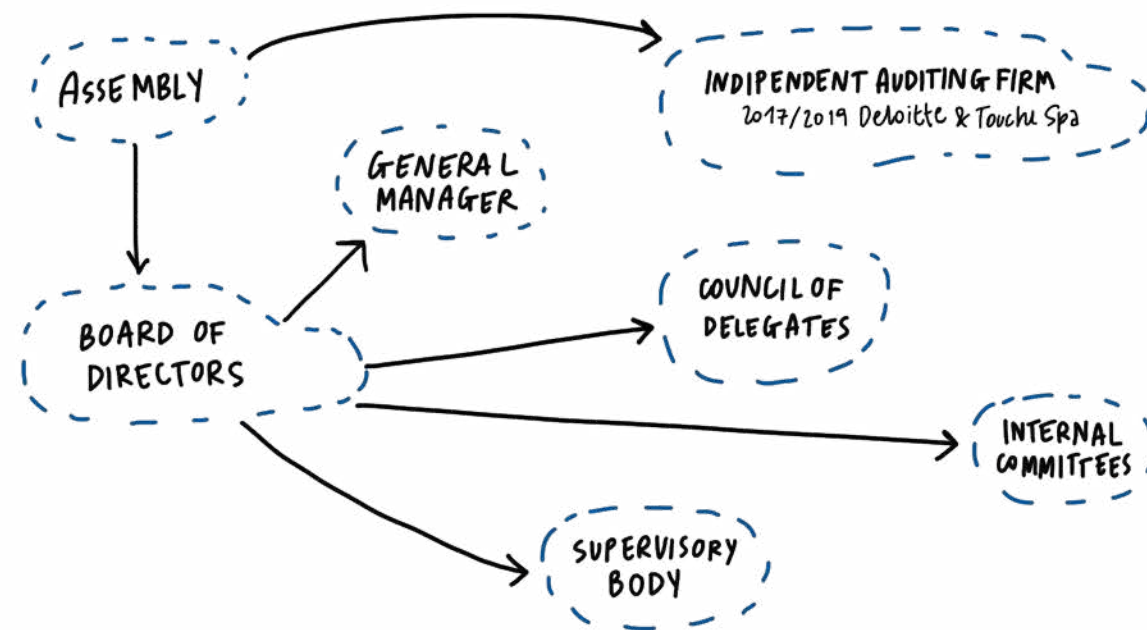 ASSEMBLY
INDIPENDENT AUDITING FIRM
2017/2019 Deloitte & Touche Spa
GENERAL
MANAGER
COUNCIL OF
DELEGATES
BOARD OF
DIRECTORS
INTERNAL
COMMITTEES
SUPERVISORY
BODY